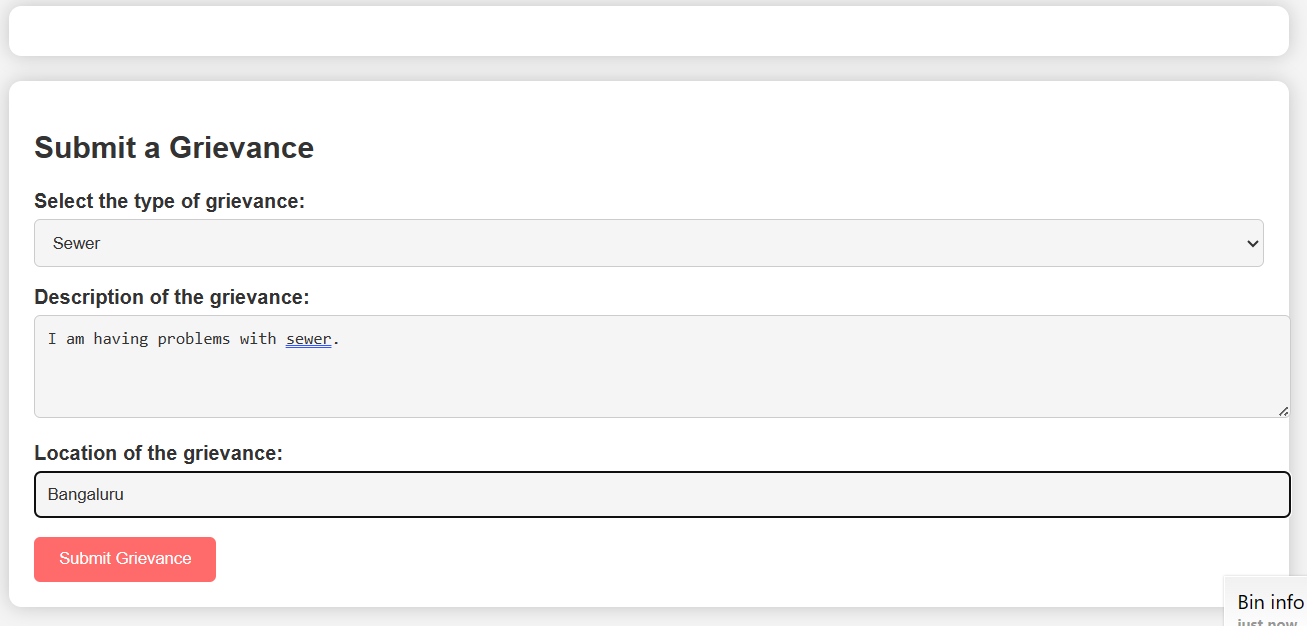 Submit a Grievance
Select the type of grievance:
Sewer
Description of the grievance:
I am having problems with sewer.
Location of the grievance:
Bangaluru
Submit Grievance
Bin info
just now